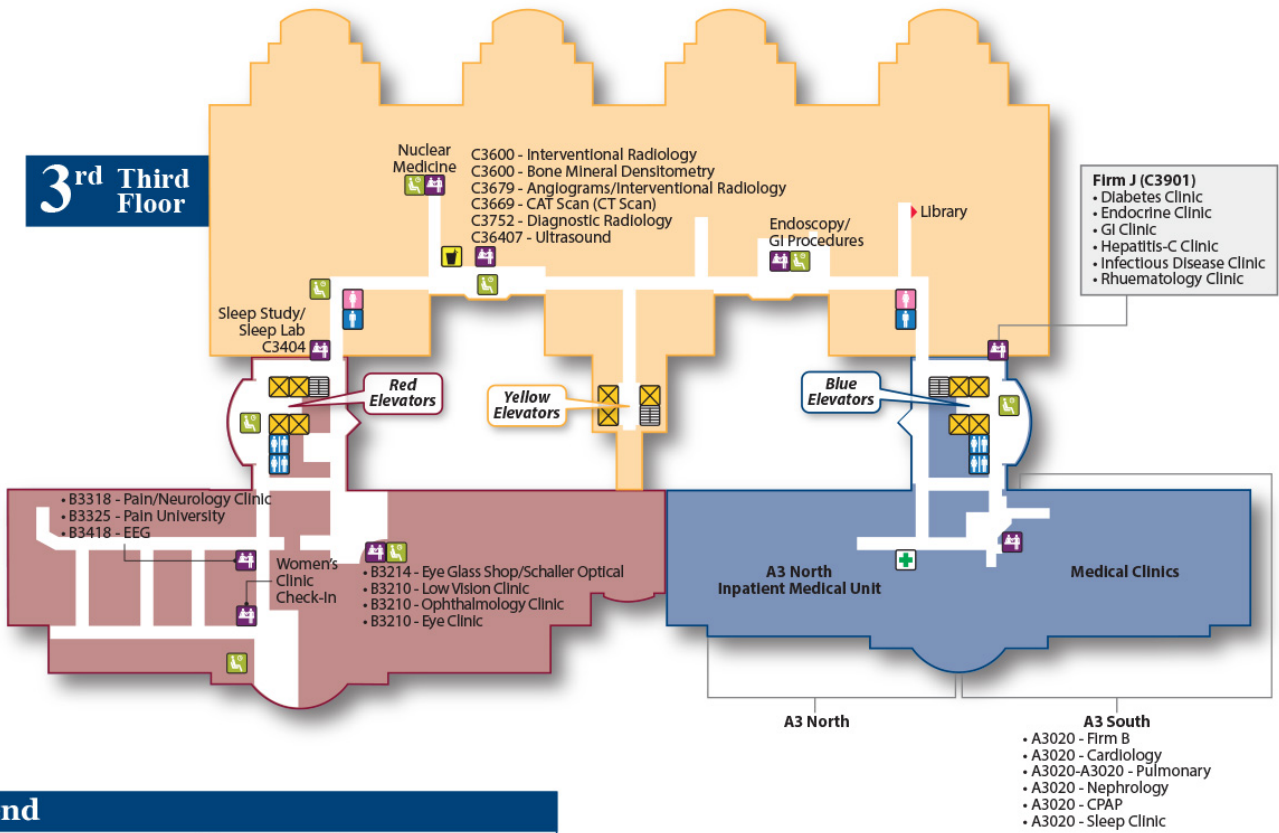 3rd Third
Floor
Nuclear
Medicine
C3600 - Interventional Radiology
C3600 - Bone Mineral Densitometry
C3679 - Angiograms/Interventional Radiology
C3669 - CAT Scan (CT Scan)
C3752 - Diagnostic Radiology
C36407 - Ultrasound
Endoscopy/
GI Procedures
Library
Firm J (C3901)
• Diabetes Clinic
• Endocrine Clinic
• GI Clinic
• Hepatitis-C Clinic
• Infectious Disease Clinic
• Rhuematology Clinic
Sleep Study/
Sleep Lab
C3404
Red
Elevators
Yellow
Elevators
Blue
Elevators
• B3318 - Pain/Neurology Clinic
• B3325 - Pain University
• B3418 - EEG
Women's
Clinic
Check-In
• B3214 - Eye Glass Shop/Schaller Optical
• B3210 - Low Vision Clinic
• B3210 - Ophthalmology Clinic
• B3210 - Eye Clinic
A3 North
Inpatient Medical Unit
Medical Clinics
A3 North
A3 South
• A3020 - Firm B
• A3020 - Cardiology
• A3020-A3020 - Pulmonary
• A3020 - Nephrology
• A3020 - CPAP
• A3020 - Sleep Clinic
nd